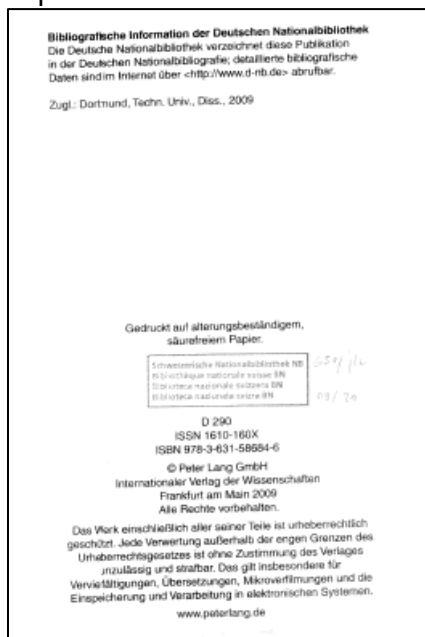 Bibliografische Information der Deutschen Nationalbibliothek
Die Deutsche Nationalbibliothek verzeichnet diese Publikation
in der Deutschen Nationalbibliografie; detaillierte bibliografische
Daten sind im Internet über <http://www.d-nb.de> abrufbar.
Zugl.: Dortmund, Techn. Univ., Diss., 2009
Gedruckt auf alterungsbeständigem,
säurefreiem Papier.
Schweizerische Nationalbibliothek NB
Bibliothèque nationale suisse BN
Biblioteca nazionale svizzera BN
Biblioteca naziunala svizra BN
D 290
ISSN 1610-160X
ISBN 978-3-631-58684-6
© Peter Lang GmbH
Internationaler Verlag der Wissenschaften
Frankfurt am Main 2009
Alle Rechte vorbehalten.
Das Werk einschließlich aller seiner Teile ist urheberrechtlich
geschützt. Jede Verwertung außerhalb der engen Grenzen des
Urheberrechtsgesetzes ist ohne Zustimmung des Verlages
unzulässig und strafbar. Das gilt insbesondere für
Vervielfältigungen, Übersetzungen, Mikroverfilmungen und die
Einspeicherung und Verarbeitung in elektronischen Systemen.
www.peterlang.de